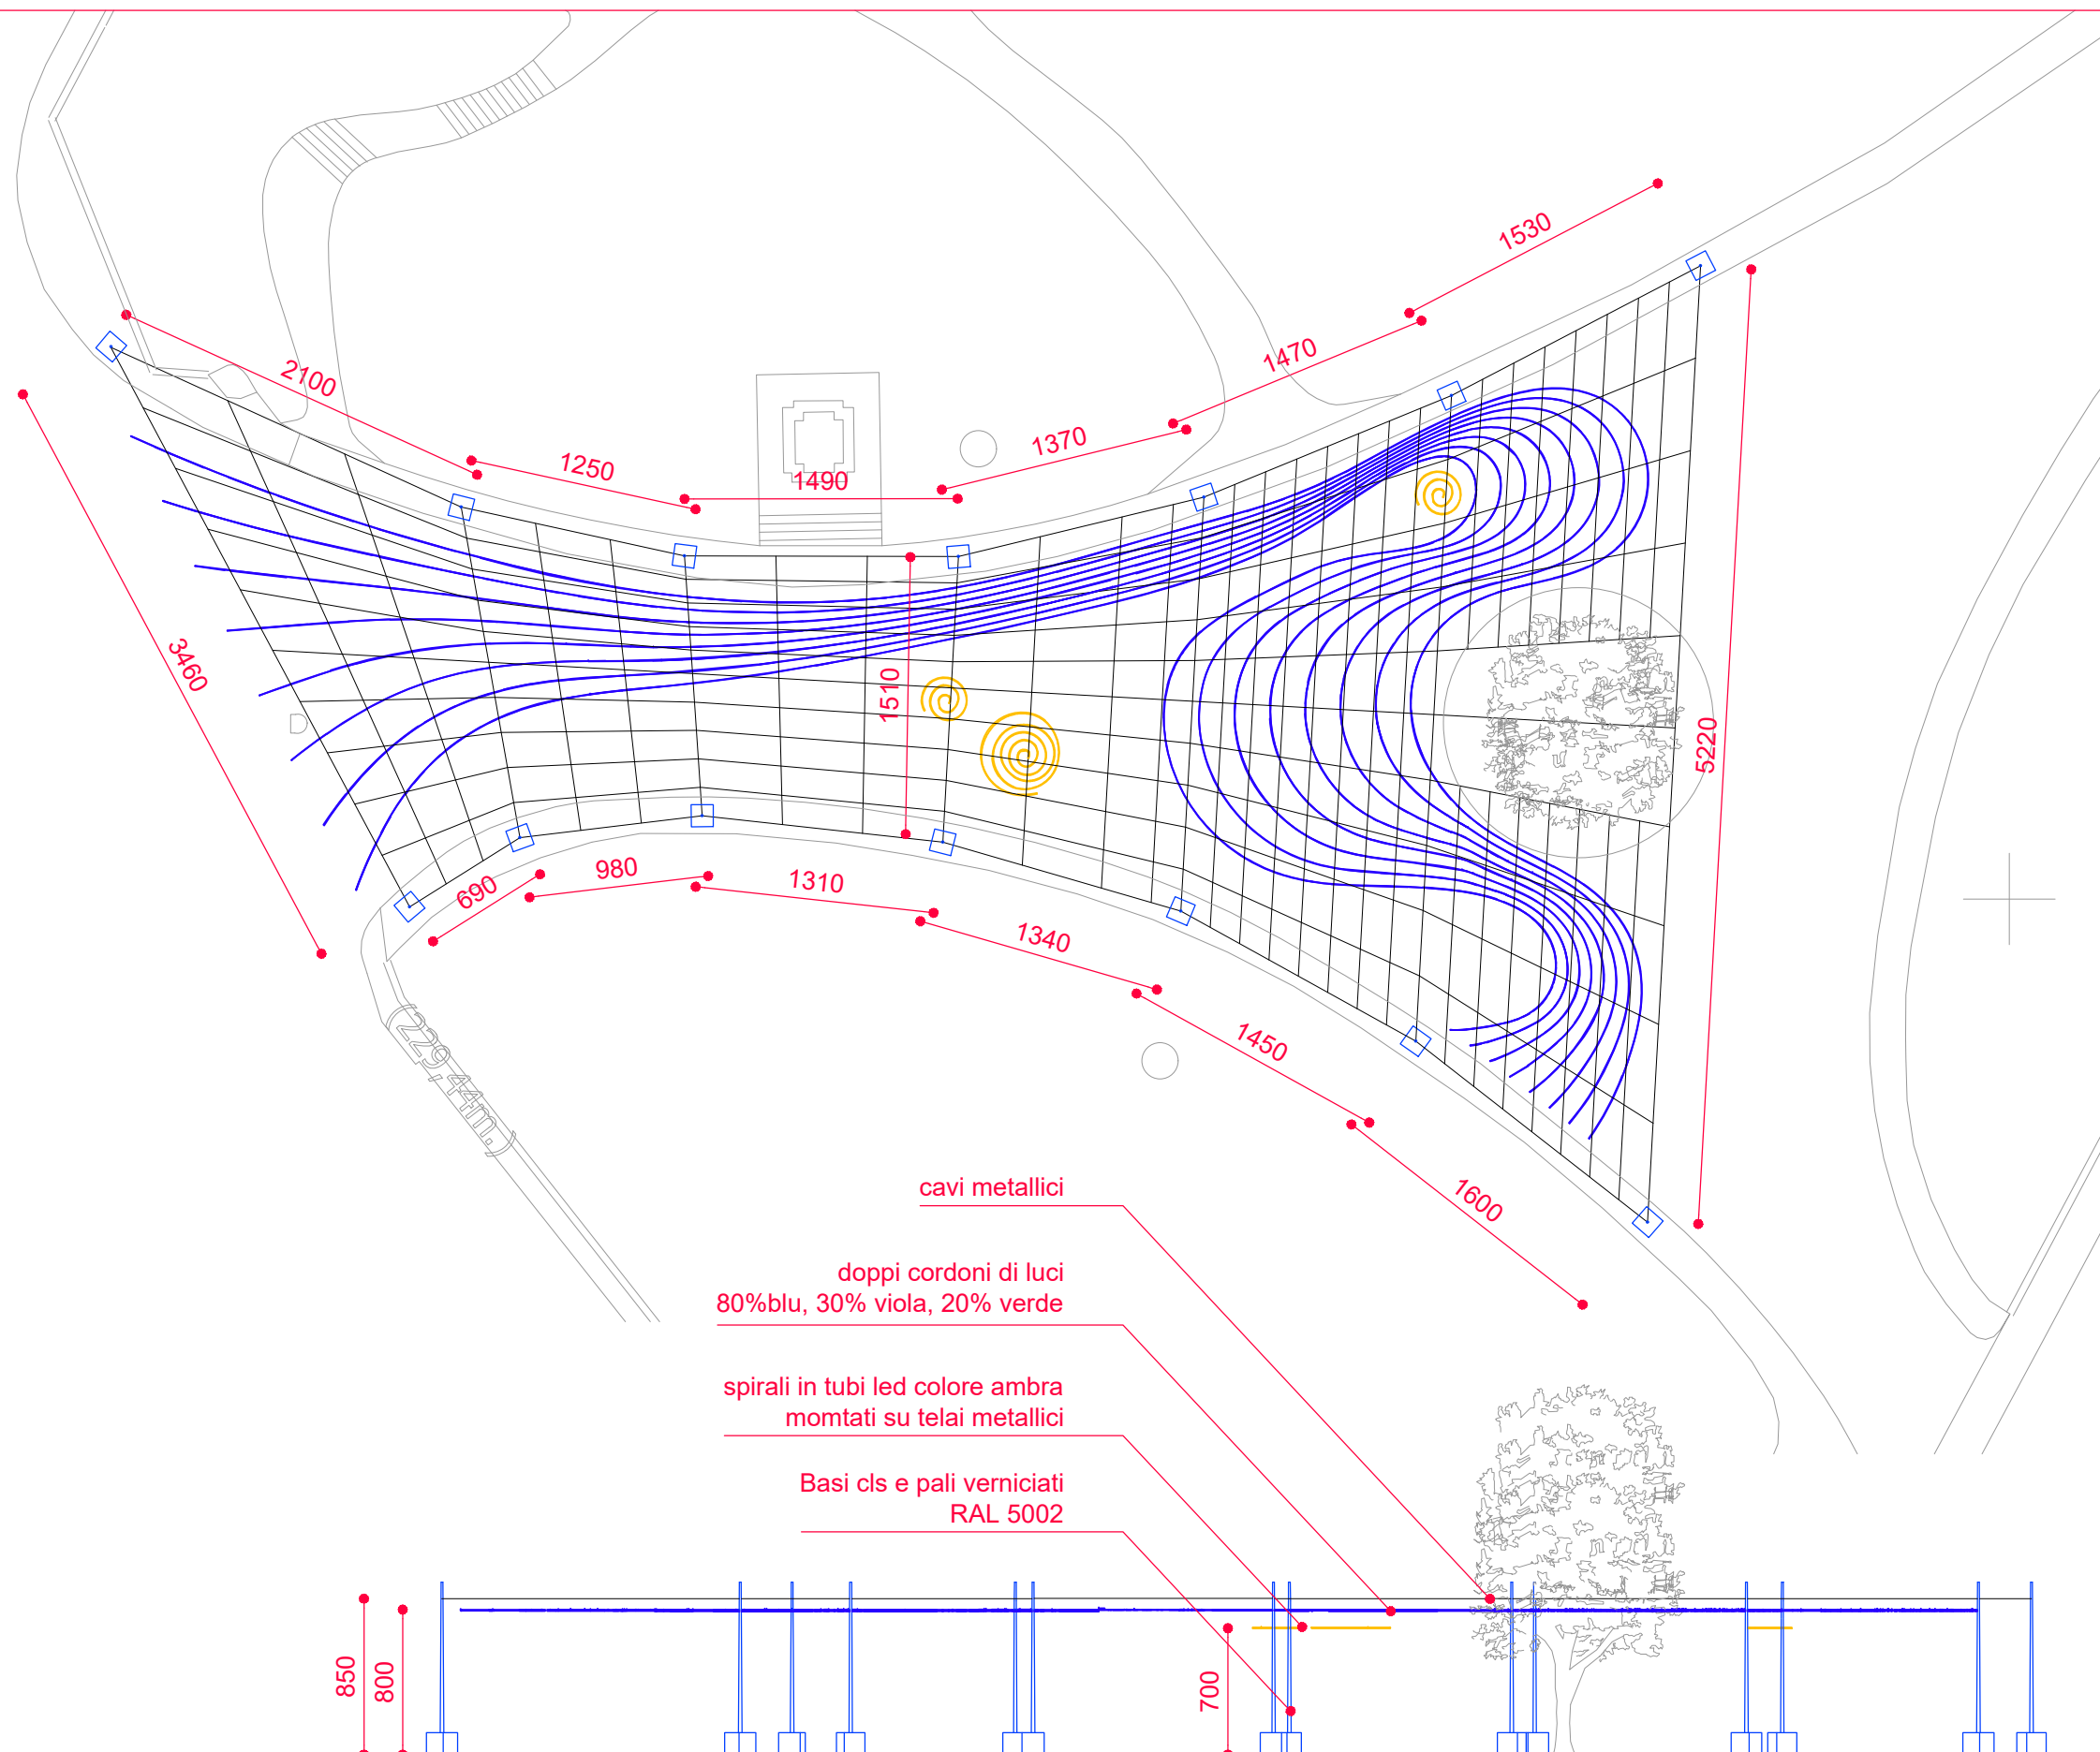 1530
1470
2100
1370
1250
1490
3460
1510
5220
690
980
1310
1340
1450
1600
(229,44m.)
cavi metallici
doppi cordoni di luci
80%blu, 30% viola, 20% verde
spirali in tubi led colore ambra
momtati su telai metallici
Basi cls e pali verniciati
RAL 5002
850
800
700